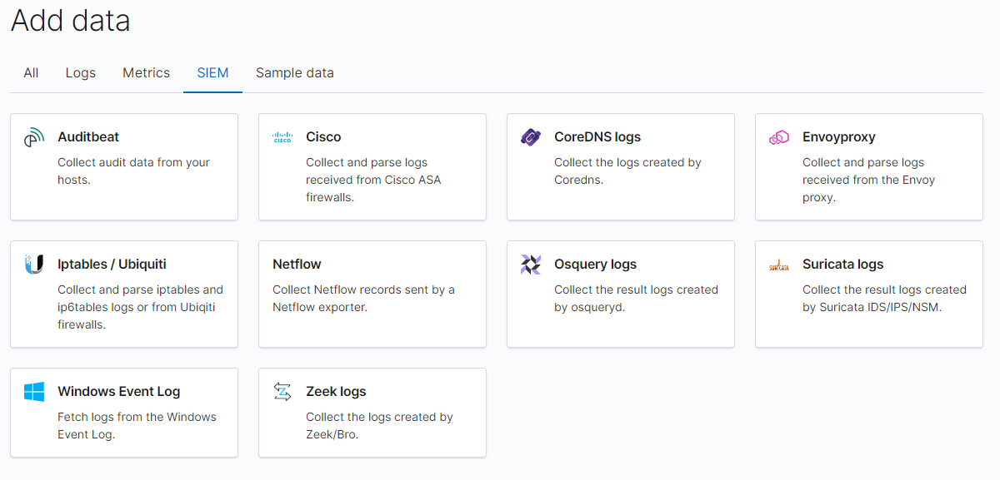 Add data
All Logs Metrics SIEM Sample data
Auditbeat
Collect audit data from your
hosts.
CISCO
Cisco
Collect and parse logs
received from Cisco ASA
firewalls.
CoreDNS logs
Collect the logs created by
Coredns.
Envoyproxy
Collect and parse logs
received from the Envoy
proxy.
Iptables / Ubiquiti
Collect and parse iptables and
ip6tables logs or from Ubiqiti
firewalls.
Netflow
Collect Netflow records sent by a
Netflow exporter.
Osquery logs
Collect the result logs created
by osqueryd.
SURICATA
Suricata logs
Collect the result logs created
by Suricata IDS/IPS/NSM.
Windows Event Log
Fetch logs from the Windows
Event Log.
Z
Zeek logs
Collect the logs created by
Zeek/Bro.